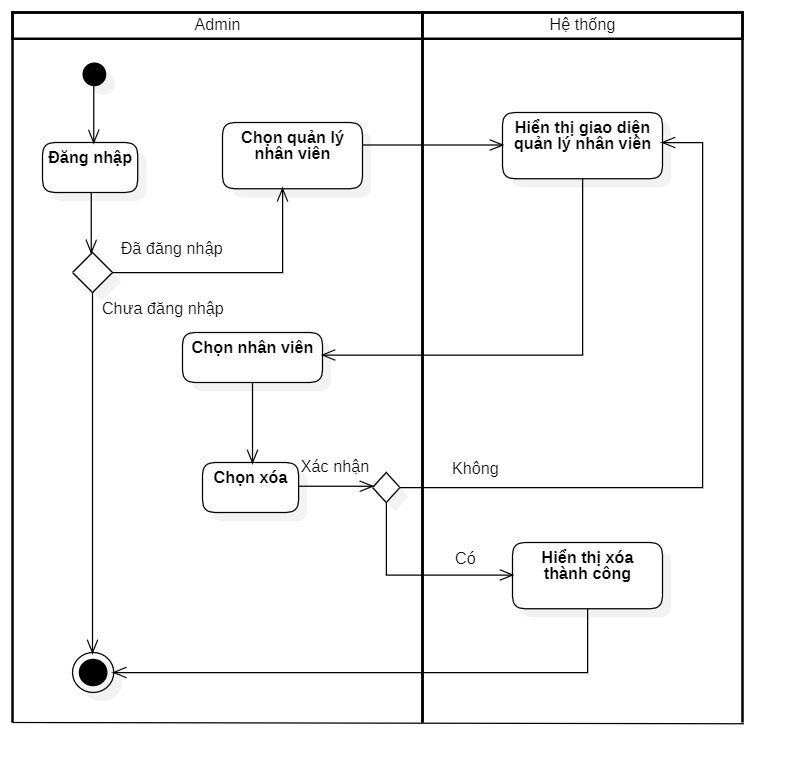 Admin
Hệ thống
Đăng nhập
Chọn quản lý
nhân viên
Hiển thị giao diện
quản lý nhân viên
Đã đăng nhập
Chưa đăng nhập
Chọn nhân viên
Chọn xóa
Xác nhận
Không
Có
Hiển thị xóa
thành công